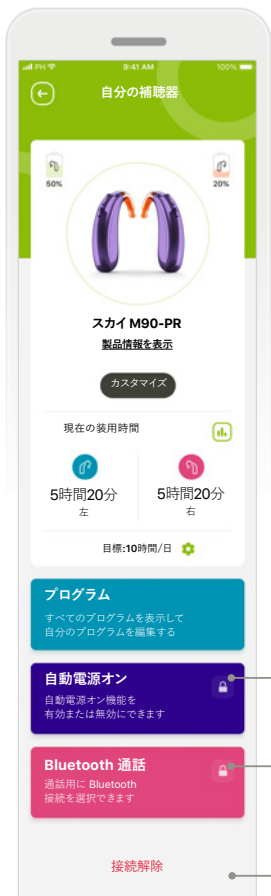 PH 9:41 AM 100%
自分の補聴器
50% 20%
スカイ M90-PR
製品情報を表示
カスタマイズ
現在の装用時間
5時間20分 5時間20分
左 右
目標:10時間/日
プログラム
すべてのプログラムを表示して
自分のプログラムを編集する
自動電源オン
自動電源オン機能を
有効または無効にできます
Bluetooth 通話
通話用に Bluetooth
接続を選択できます
接続解除